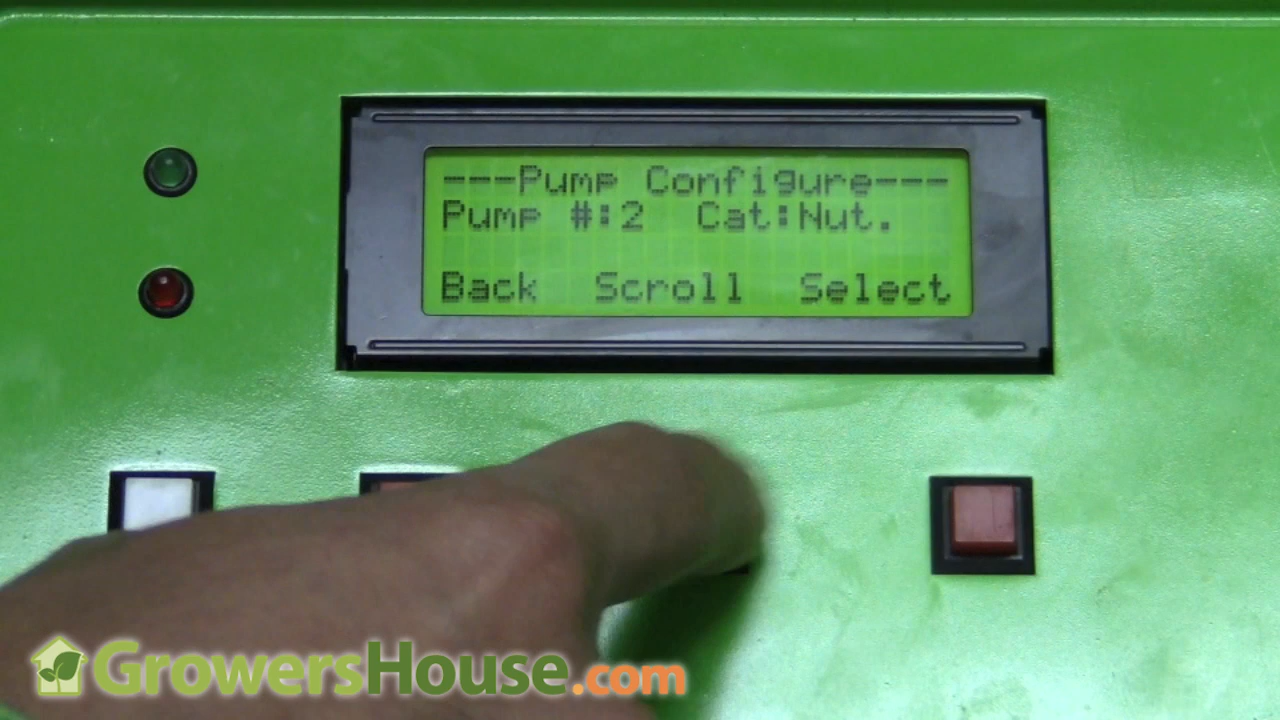 ---Pump Configure---
Pump #:2 Cat:Nut.
Back Scroll Select
GrowersHouse.com